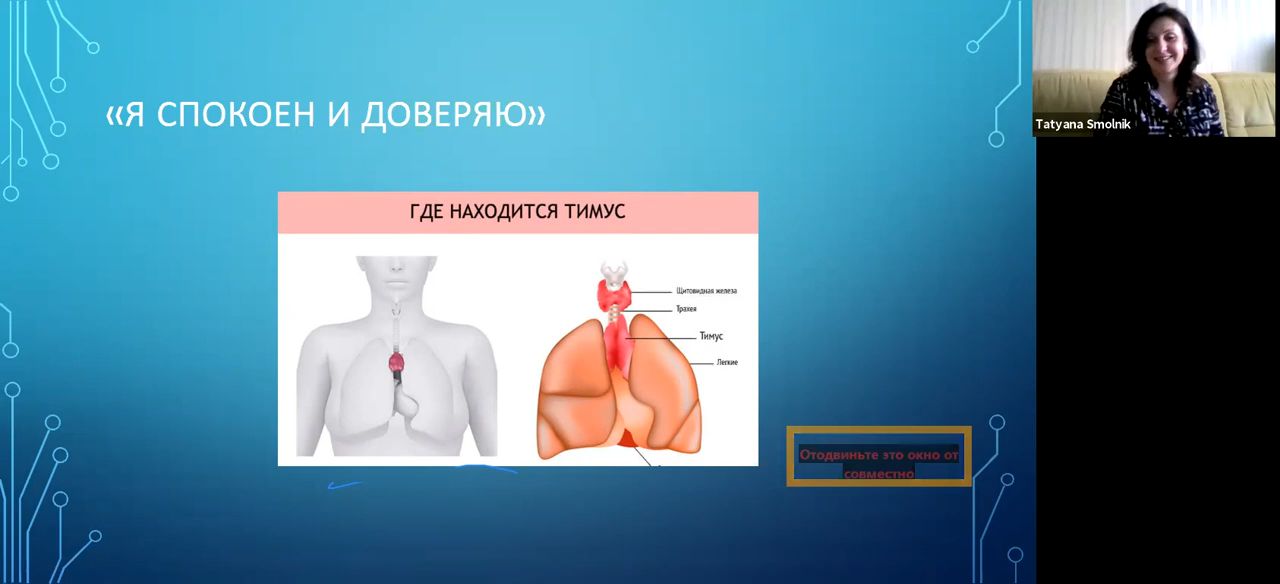 «Я СПОКОЕН И ДОВЕРЯЮ»
Tatyana Smolnik
ГДЕ НАХОДИТСЯ ТИМУС
Щитовидная железа
Трахея
Тимус
Легкие
Отодвиньте это окно от
совместно